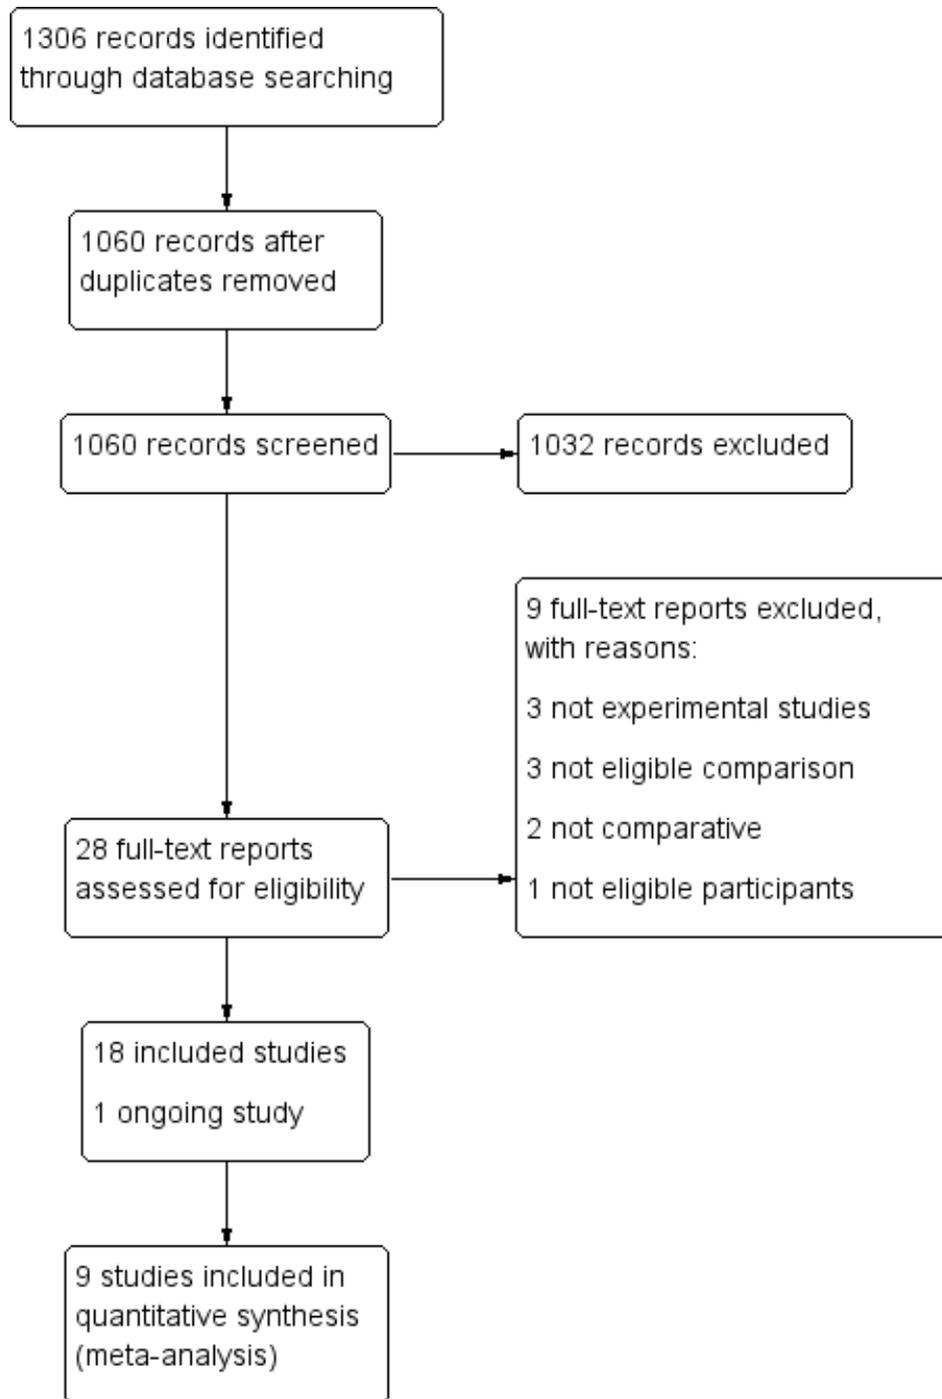 1306 records identified
through database searching
1060 records after
duplicates removed
1060 records screened
1032 records excluded
9 full-text reports excluded,
with reasons:
3 not experimental studies
3 not eligible comparison
2 not comparative
1 not eligible participants
28 full-text reports
assessed for eligibility
18 included studies
1 ongoing study
9 studies included in
quantitative synthesis
(meta-analysis)